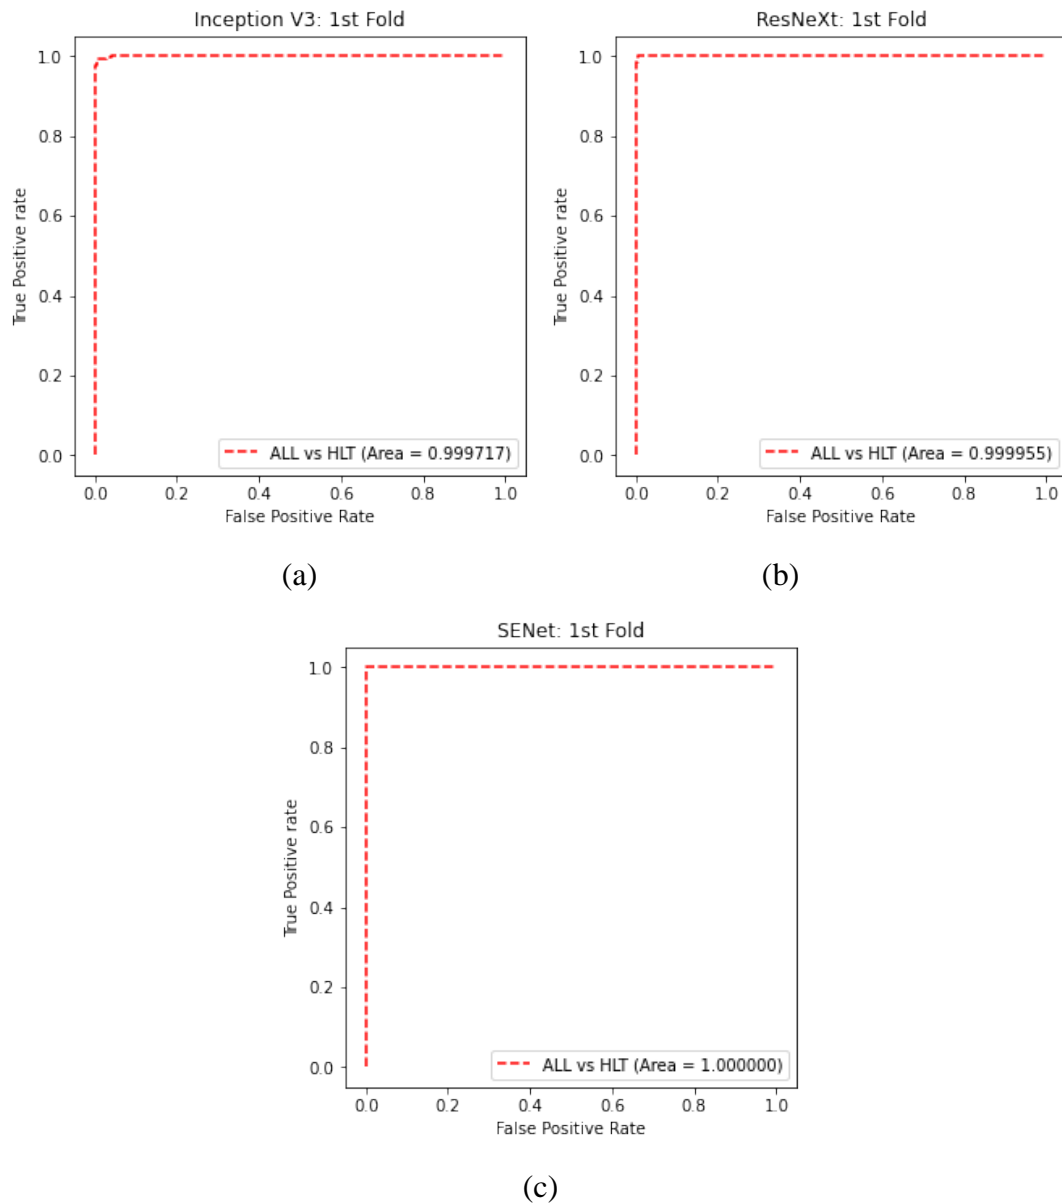 Inception V3: 1st Fold
True Positive rate
1.0
0.8
0.6
0.4
0.2
0.0
ALL vs HLT (Area = 0.999717)
0.0 0.2 0.4 0.6 0.8 1.0
False Positive Rate
(a)
ResNeXt: 1st Fold
True Positive rate
1.0
0.8
0.6
0.4
0.2
0.0
ALL vs HLT (Area = 0.999955)
0.0 0.2 0.4 0.6 0.8 1.0
False Positive Rate
(b)
SENet: 1st Fold
True Positive rate
1.0
0.8
0.6
0.4
0.2
0.0
ALL vs HLT (Area = 1.000000)
0.0 0.2 0.4 0.6 0.8 1.0
False Positive Rate
(c)